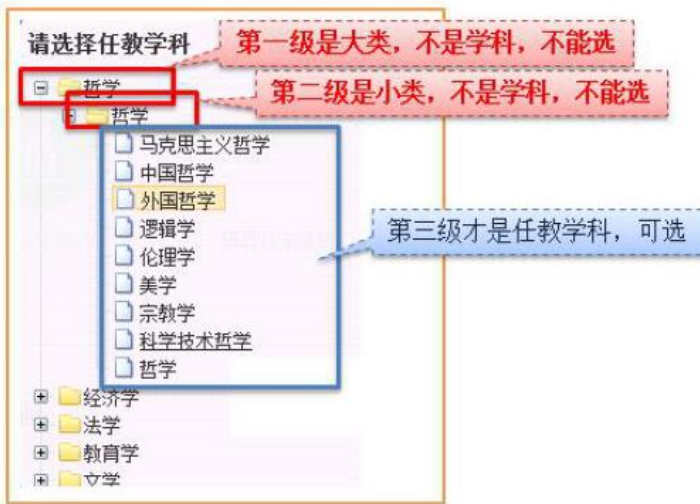 请选择任教学科
第一级是大类，不是学科，不能选
哲学
第二级是小类，不是学科，不能选
哲学
马克思主义哲学
中国哲学
外国哲学
逻辑学
第三级才是任教学科，可选
伦理学
美学
宗教学
科学技术哲学
哲学
经济学
法学
教育学
文学